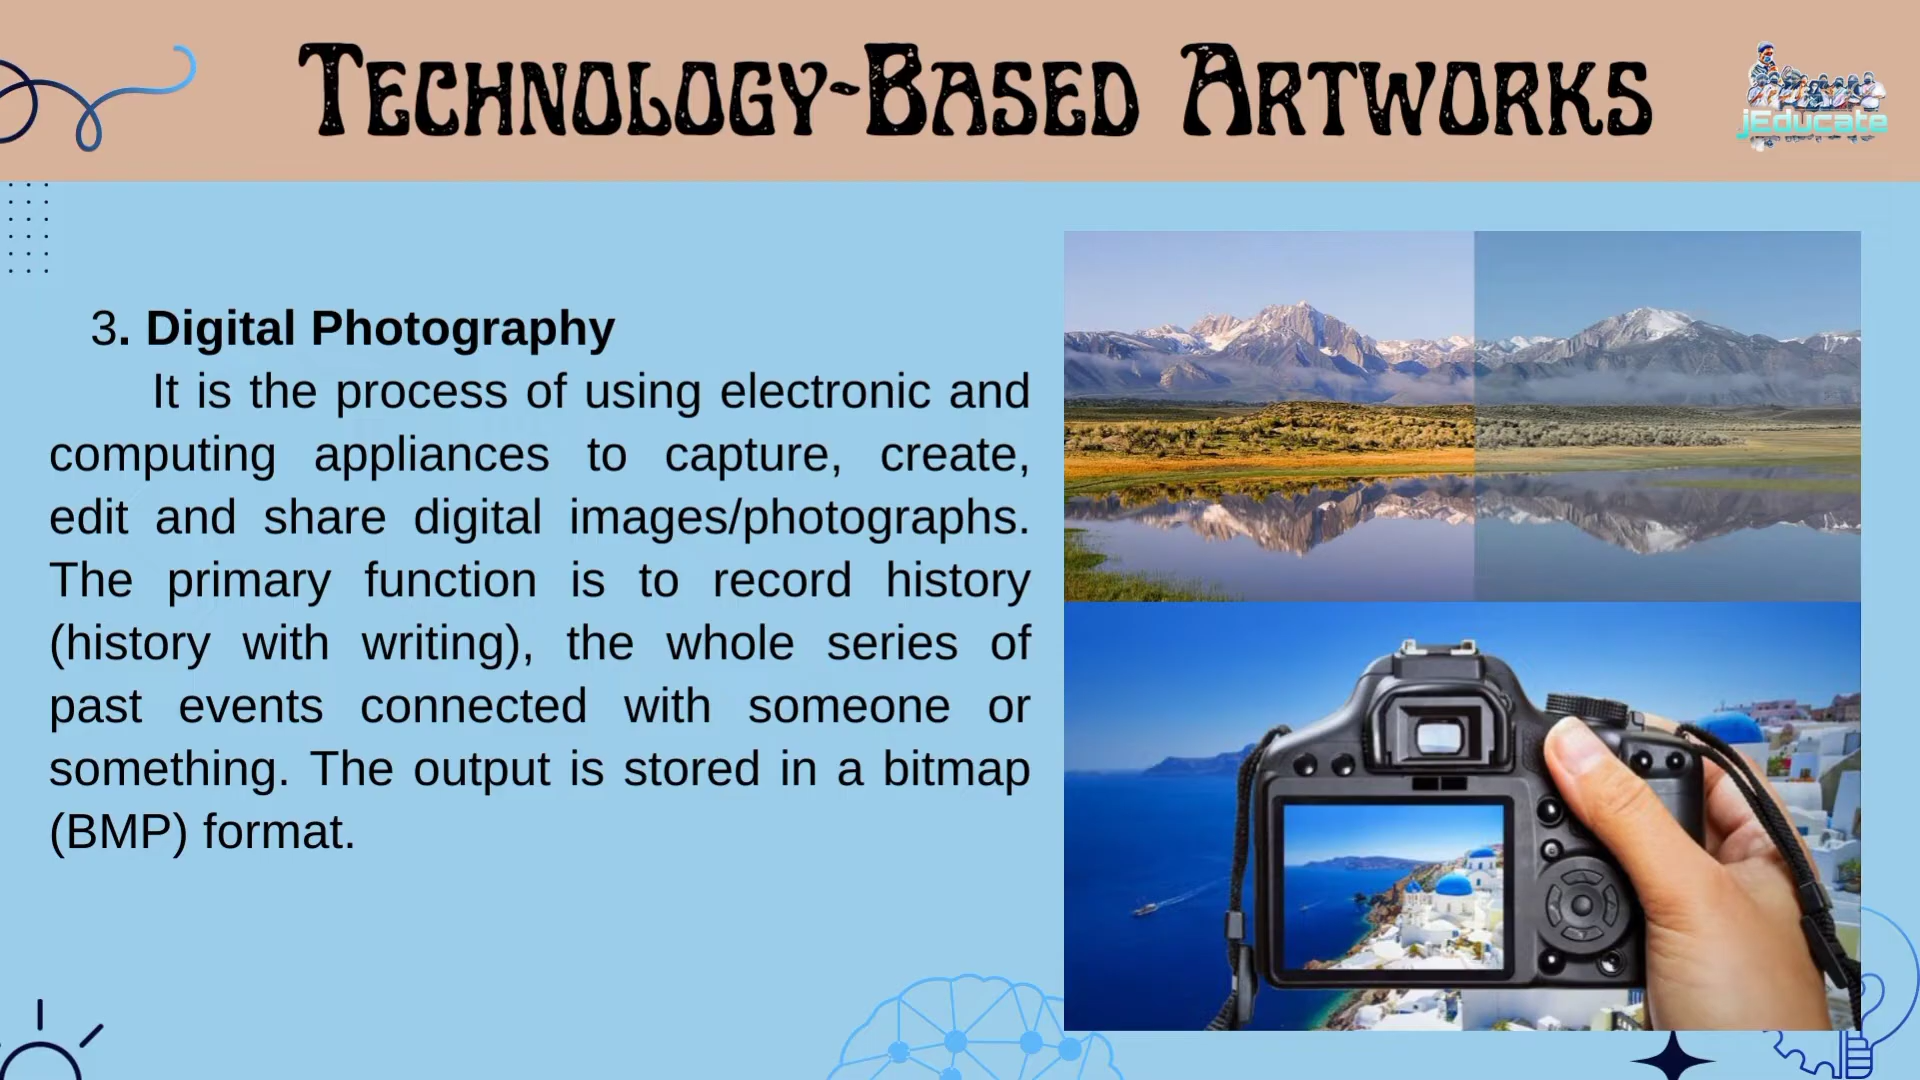 Technology-Based Artworks
jEducate
3. Digital Photography
It is the process of using electronic and
computing appliances to capture, create,
edit and share digital images/photographs.
The primary function is to record history
(history with writing), the whole series of
past events connected with someone or
something. The output is stored in a bitmap
(BMP) format.